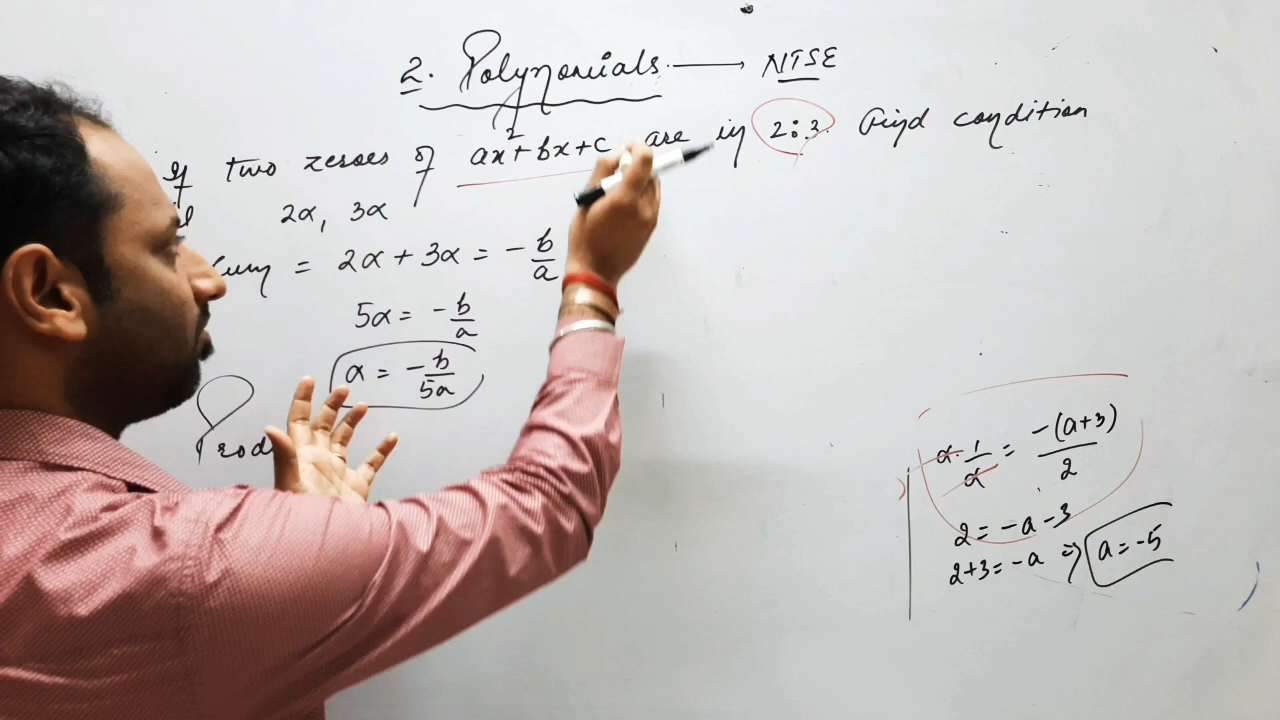 2. Polynomials → NTSE
If two zeroes of ax²+bx+c are in 2:3. Find condition
2α, 3α
Sum = 2α + 3α = -b/a
5α = -b/a
α = -b/5a
Prod
α·1/α = -(a+3)/2
2 = -a-3
2+3 = -a ⇒ a = -5